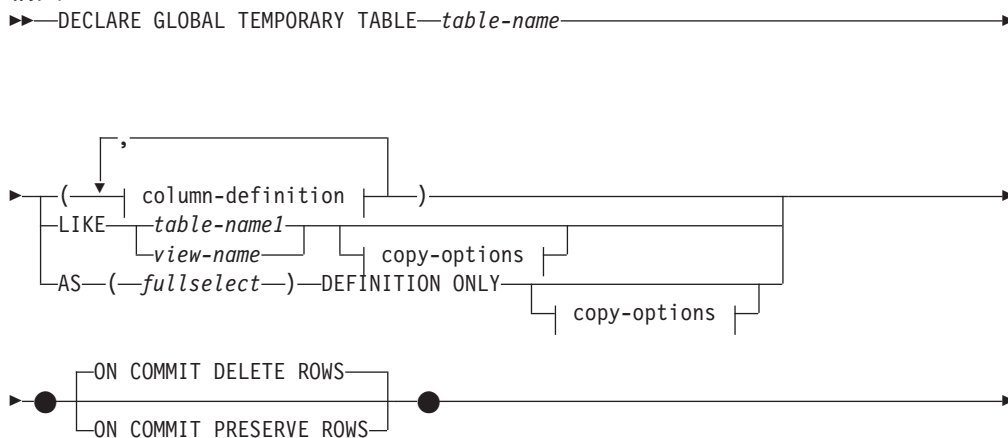 DECLARE GLOBAL TEMPORARY TABLE table-name
,
( column-definition )
LIKE table-name1
view-name copy-options
AS ( fullselect ) DEFINITION ONLY
copy-options
ON COMMIT DELETE ROWS
ON COMMIT PRESERVE ROWS